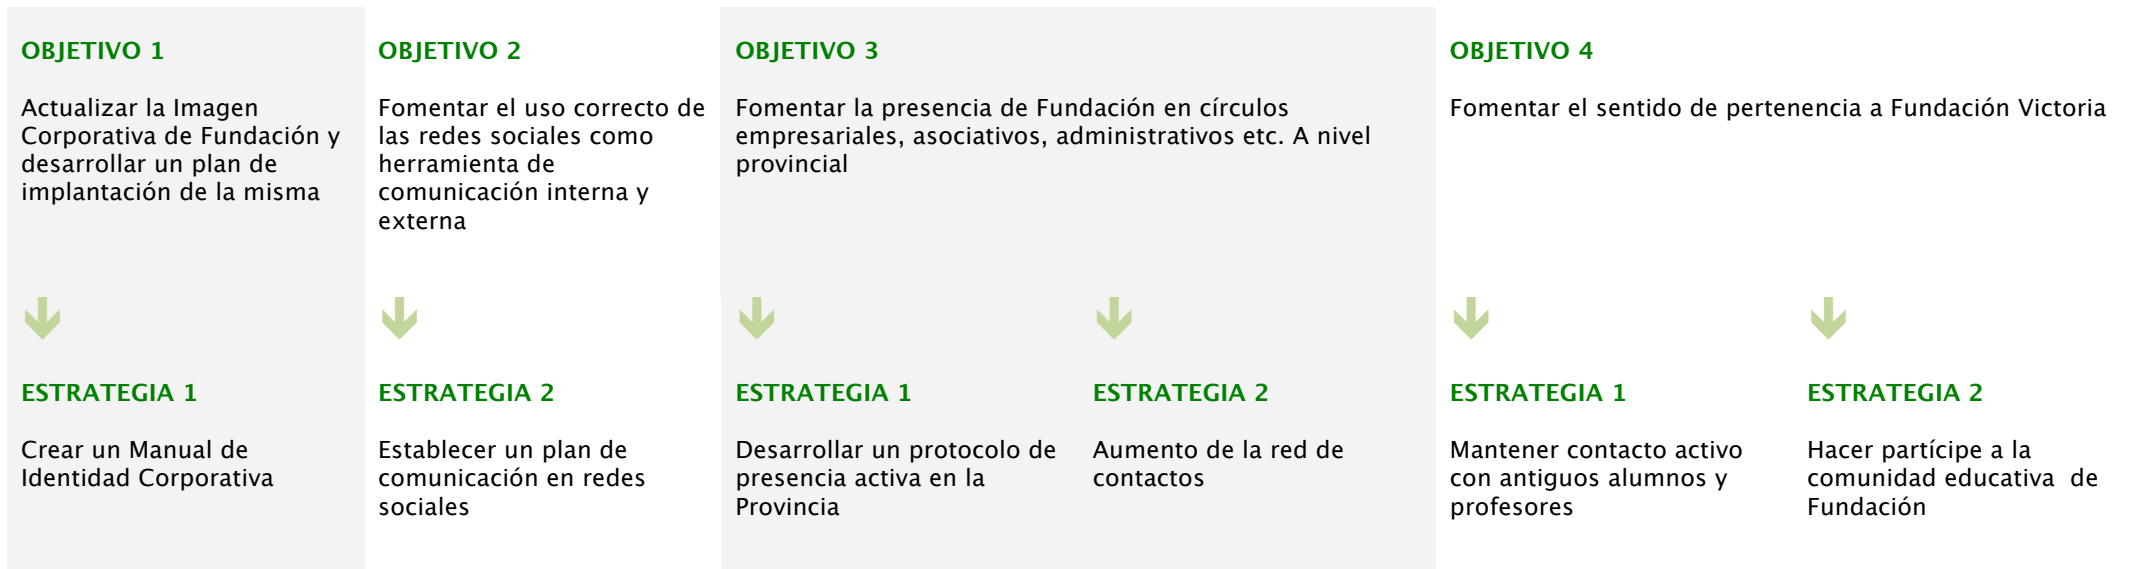 OBJETIVO 1
Actualizar la Imagen
Corporativa de Fundación y
desarrollar un plan de
implantación de la misma
OBJETIVO 2
Fomentar el uso correcto de
las redes sociales como
herramienta de
comunicación interna y
externa
OBJETIVO 3
Fomentar la presencia de Fundación en círculos
empresariales, asociativos, administrativos etc. A nivel
provincial
OBJETIVO 4
Fomentar el sentido de pertenencia a Fundación Victoria
ESTRATEGIA 1
Crear un Manual de
Identidad Corporativa
ESTRATEGIA 2
Establecer un plan de
comunicación en redes
sociales
ESTRATEGIA 1
Desarrollar un protocolo de
presencia activa en la
Provincia
ESTRATEGIA 2
Aumento de la red de
contactos
ESTRATEGIA 1
Mantener contacto activo
con antiguos alumnos y
profesores
ESTRATEGIA 2
Hacer partícipe a la
comunidad educativa  de
Fundación